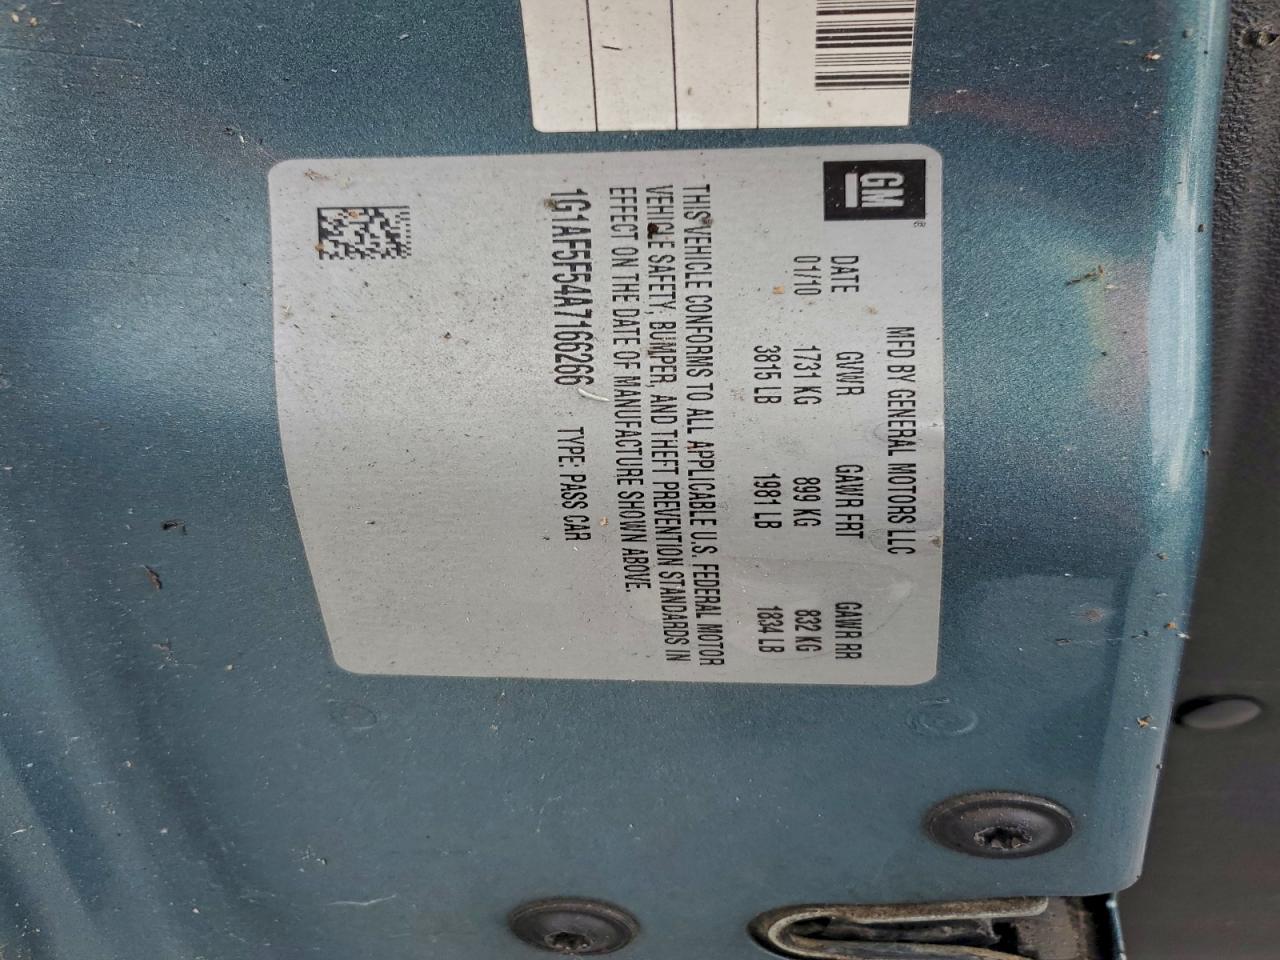 GM
MFD BY GENERAL MOTORS LLC
DATE GVWR GAWR FRT GAWR RR
01/10 1731 KG 899 KG 832 KG
3815 LB 1981 LB 1834 LB
THIS VEHICLE CONFORMS TO ALL APPLICABLE U.S. FEDERAL MOTOR
VEHICLE SAFETY, BUMPER, AND THEFT PREVENTION STANDARDS IN
EFFECT ON THE DATE OF MANUFACTURE SHOWN ABOVE.
1G1AF5F54A7166266 TYPE: PASS CAR